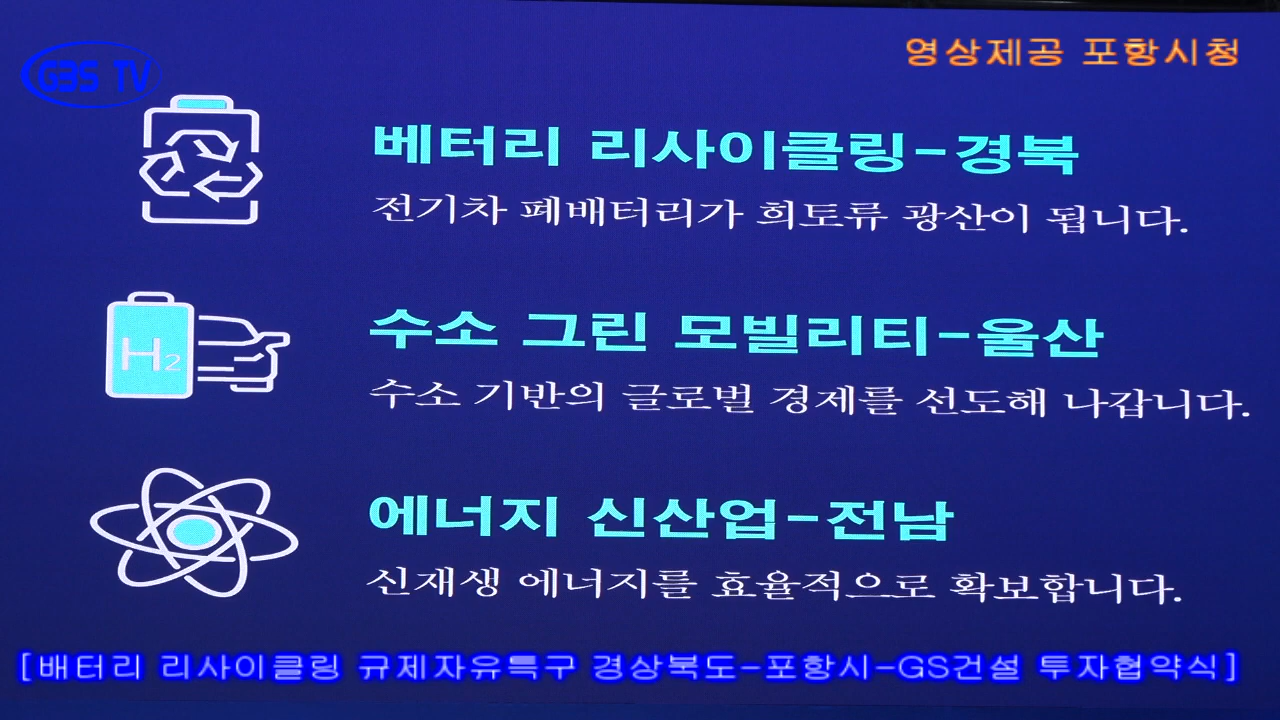 영상제공 포항시청
GBS TV
베터리 리사이클링-경북
전기차 폐배터리가 희토류 광산이 됩니다.
H2
수소 그린 모빌리티-울산
수소 기반의 글로벌 경제를 선도해 나갑니다.
에너지 신산업-전남
신재생 에너지를 효율적으로 확보합니다.
[배터리 리사이클링 규제자유특구 경상북도-포항시-GS건설 투자협약식]